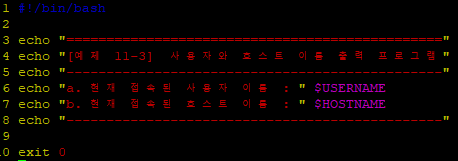 1 #!/bin/bash
2
3 echo "================================================"
4 echo "[예제 11-3] 사용자와 호스트 이름 출력 프로그램"
5 echo "------------------------------------------------"
6 echo "a. 현재 접속된 사용자 이름 : " $USERNAME
7 echo "b. 현재 접속된 호스트 이름 : " $HOSTNAME
8 echo "------------------------------------------------"
9
10 exit 0